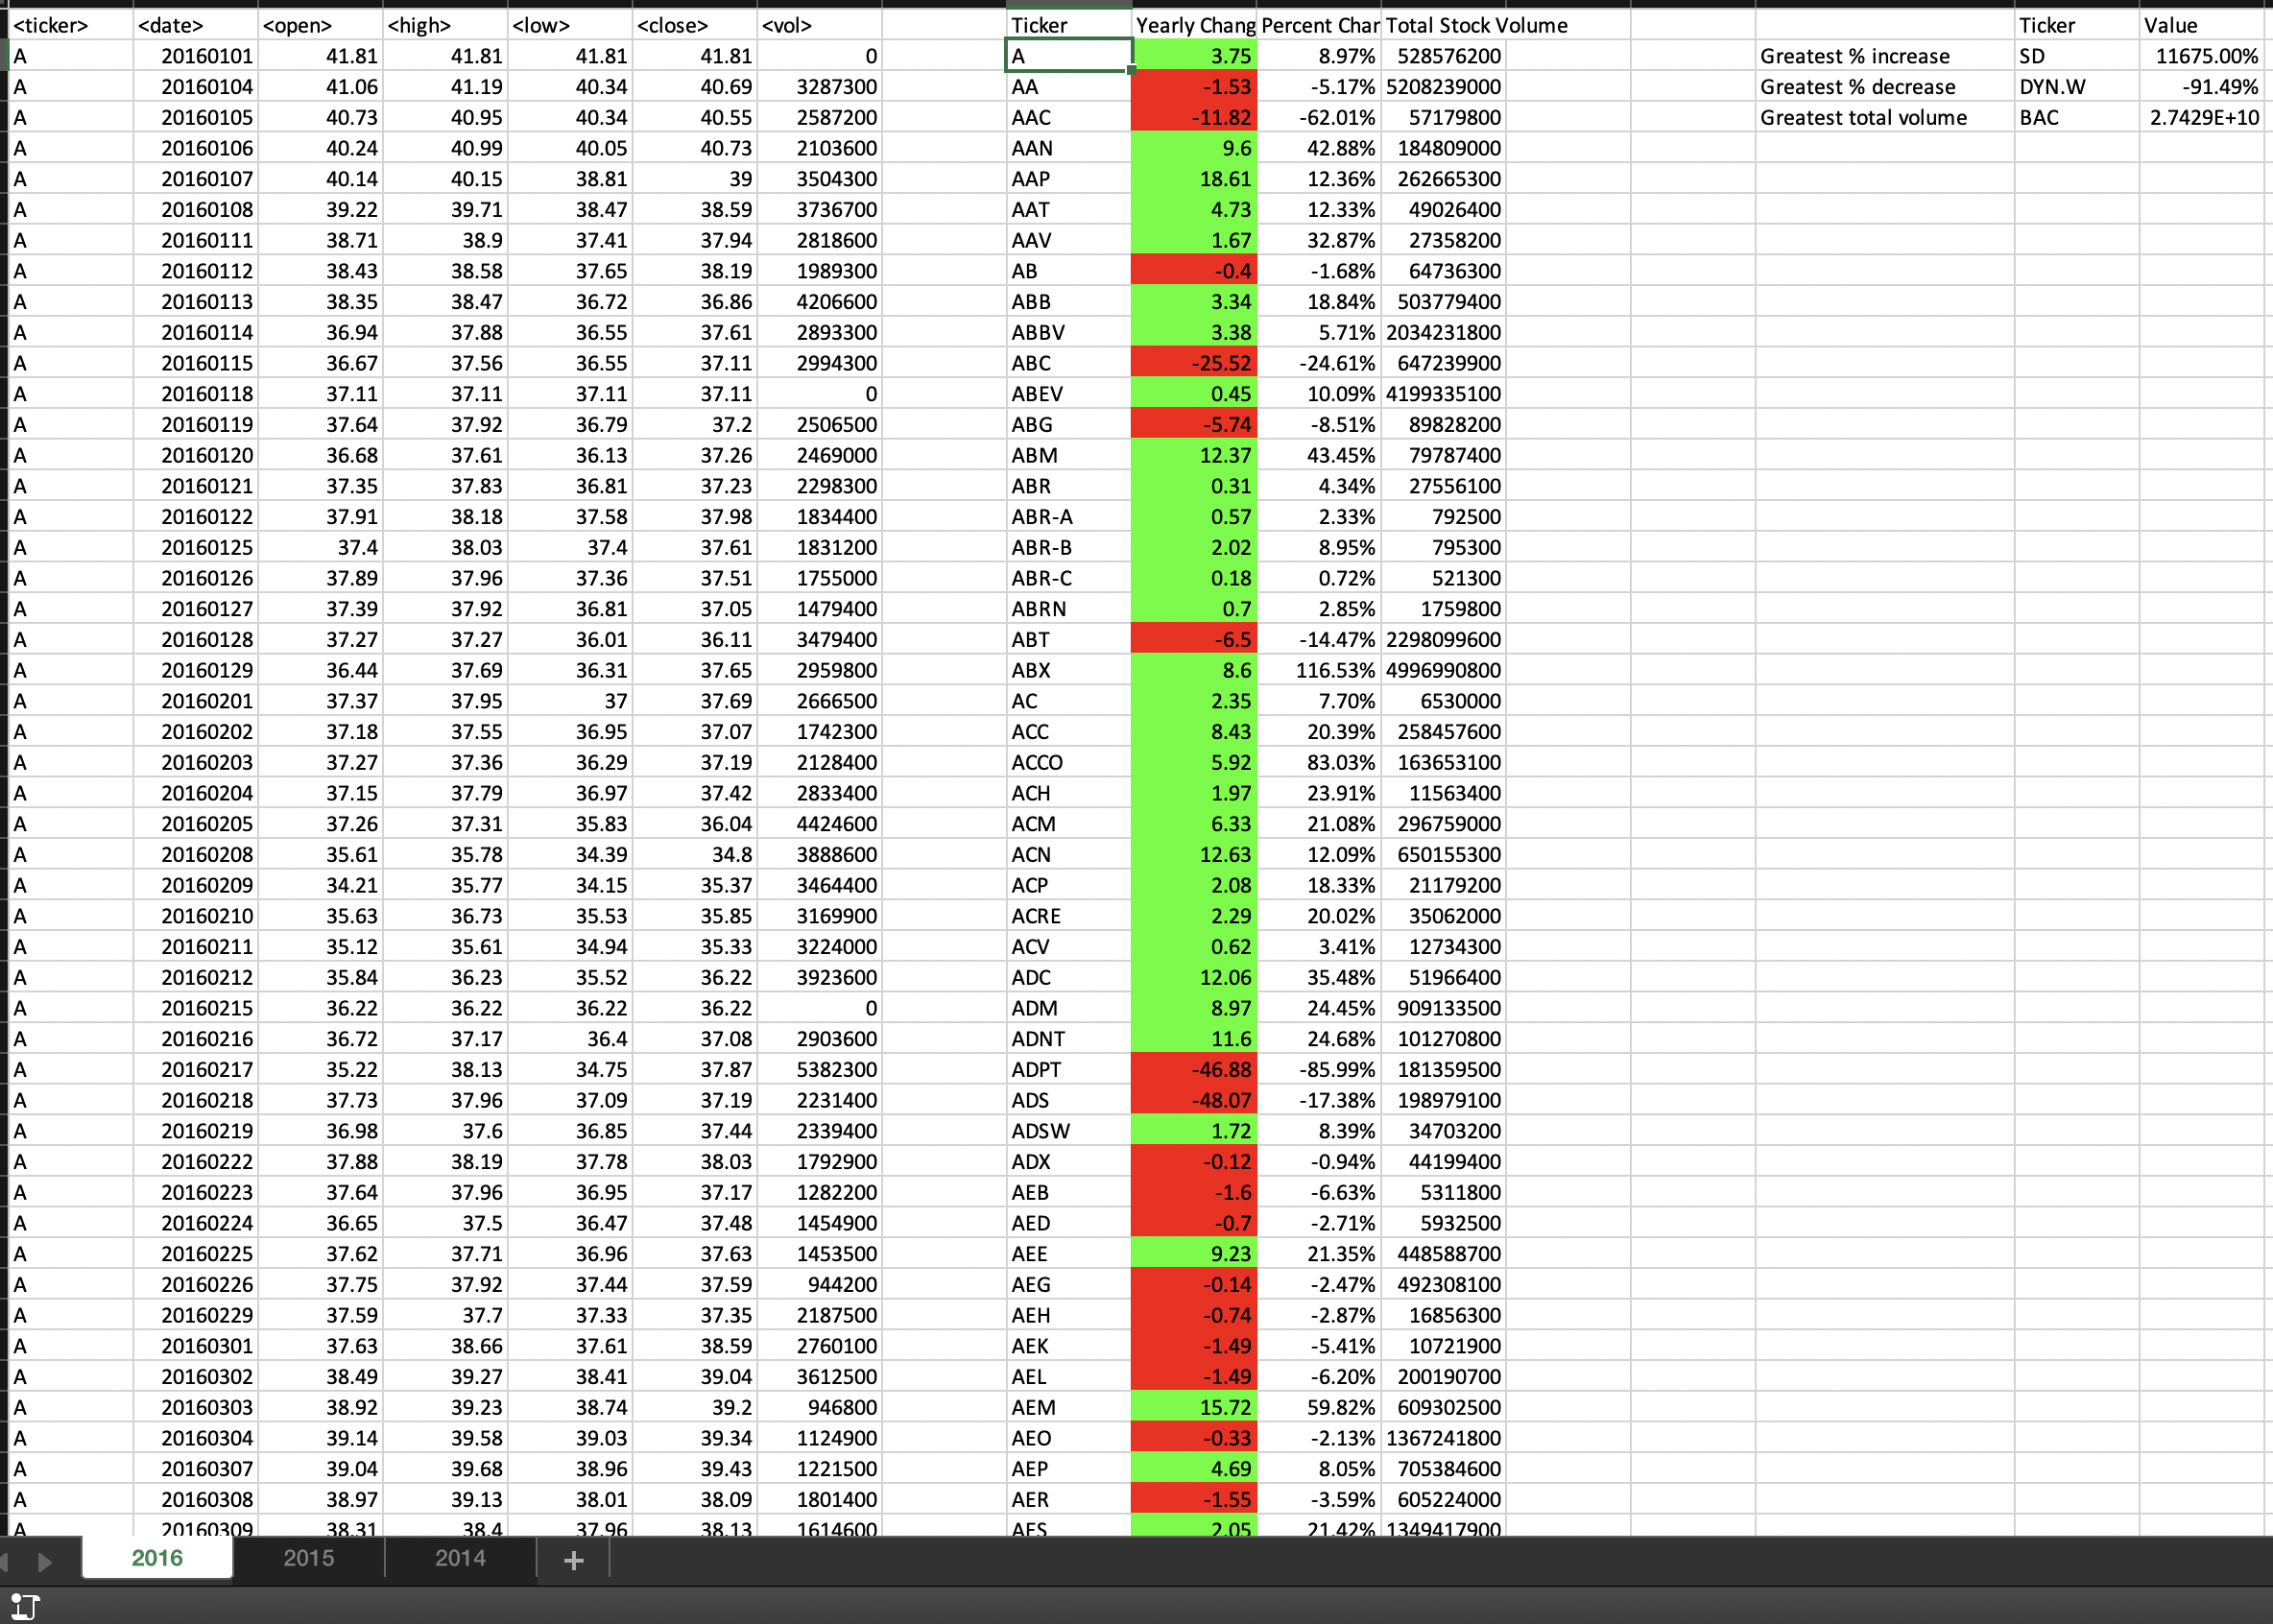 <ticker> <date> <open> <high> <low> <close> <vol> Ticker Yearly Chang Percent Char Total Stock Volume Ticker Value
A 20160101 41.81 41.81 41.81 41.81 0 A 3.75 8.97% 528576200 Greatest % increase SD 11675.00%
A 20160104 41.06 41.19 40.34 40.69 3287300 AA -1.53 -5.17% 5208239000 Greatest % decrease DYN.W -91.49%
A 20160105 40.73 40.95 40.34 40.55 2587200 AAC -11.82 -62.01% 57179800 Greatest total volume BAC 2.7429E+10
A 20160106 40.24 40.99 40.05 40.73 2103600 AAN 9.6 42.88% 184809000
A 20160107 40.14 40.15 38.81 39 3504300 AAP 18.61 12.36% 262665300
A 20160108 39.22 39.71 38.47 38.59 3736700 AAT 4.73 12.33% 49026400
A 20160111 38.71 38.9 37.41 37.94 2818600 AAV 1.67 32.87% 27358200
A 20160112 38.43 38.58 37.65 38.19 1989300 AB -0.4 -1.68% 64736300
A 20160113 38.35 38.47 36.72 36.86 4206600 ABB 3.34 18.84% 503779400
A 20160114 36.94 37.88 36.55 37.61 2893300 ABBV 3.38 5.71% 2034231800
A 20160115 36.67 37.56 36.55 37.11 2994300 ABC -25.52 -24.61% 647239900
A 20160118 37.11 37.11 37.11 37.11 0 ABEV 0.45 10.09% 4199335100
A 20160119 37.64 37.92 36.79 37.2 2506500 ABG -5.74 -8.51% 89828200
A 20160120 36.68 37.61 36.13 37.26 2469000 ABM 12.37 43.45% 79787400
A 20160121 37.35 37.83 36.81 37.23 2298300 ABR 0.31 4.34% 27556100
A 20160122 37.91 38.18 37.58 37.98 1834400 ABR-A 0.57 2.33% 792500
A 20160125 37.4 38.03 37.4 37.61 1831200 ABR-B 2.02 8.95% 795300
A 20160126 37.89 37.96 37.36 37.51 1755000 ABR-C 0.18 0.72% 521300
A 20160127 37.39 37.92 36.81 37.05 1479400 ABRN 0.7 2.85% 1759800
A 20160128 37.27 37.27 36.01 36.11 3479400 ABT -6.5 -14.47% 2298099600
A 20160129 36.44 37.69 36.31 37.65 2959800 ABX 8.6 116.53% 4996990800
A 20160201 37.37 37.95 37 37.69 2666500 AC 2.35 7.70% 6530000
A 20160202 37.18 37.55 36.95 37.07 1742300 ACC 8.43 20.39% 258457600
A 20160203 37.27 37.36 36.29 37.19 2128400 ACCO 5.92 83.03% 163653100
A 20160204 37.15 37.79 36.97 37.42 2833400 ACH 1.97 23.91% 11563400
A 20160205 37.26 37.31 35.83 36.04 4424600 ACM 6.33 21.08% 296759000
A 20160208 35.61 35.78 34.39 34.8 3888600 ACN 12.63 12.09% 650155300
A 20160209 34.21 35.77 34.15 35.37 3464400 ACP 2.08 18.33% 21179200
A 20160210 35.63 36.73 35.53 35.85 3169900 ACRE 2.29 20.02% 35062000
A 20160211 35.12 35.61 34.94 35.33 3224000 ACV 0.62 3.41% 12734300
A 20160212 35.84 36.23 35.52 36.22 3923600 ADC 12.06 35.48% 51966400
A 20160215 36.22 36.22 36.22 36.22 0 ADM 8.97 24.45% 909133500
A 20160216 36.72 37.17 36.4 37.08 2903600 ADNT 11.6 24.68% 101270800
A 20160217 35.22 38.13 34.75 37.87 5382300 ADPT -46.88 -85.99% 181359500
A 20160218 37.73 37.96 37.09 37.19 2231400 ADS -48.07 -17.38% 198979100
A 20160219 36.98 37.6 36.85 37.44 2339400 ADSW 1.72 8.39% 34703200
A 20160222 37.88 38.19 37.78 38.03 1792900 ADX -0.12 -0.94% 44199400
A 20160223 37.64 37.96 36.95 37.17 1282200 AEB -1.6 -6.63% 5311800
A 20160224 36.65 37.5 36.47 37.48 1454900 AED -0.7 -2.71% 5932500
A 20160225 37.62 37.71 36.96 37.63 1453500 AEE 9.23 21.35% 448588700
A 20160226 37.75 37.92 37.44 37.59 944200 AEG -0.14 -2.47% 492308100
A 20160229 37.59 37.7 37.33 37.35 2187500 AEH -0.74 -2.87% 16856300
A 20160301 37.63 38.66 37.61 38.59 2760100 AEK -1.49 -5.41% 10721900
A 20160302 38.49 39.27 38.41 39.04 3612500 AEL -1.49 -6.20% 200190700
A 20160303 38.92 39.23 38.74 39.2 946800 AEM 15.72 59.82% 609302500
A 20160304 39.14 39.58 39.03 39.34 1124900 AEO -0.33 -2.13% 1367241800
A 20160307 39.04 39.68 38.96 39.43 1221500 AEP 4.69 8.05% 705384600
A 20160308 38.97 39.13 38.01 38.09 1801400 AER -1.55 -3.59% 605224000
A 20160309 38.31 38.4 37.96 38.13 1614600 AES 2.05 21.42% 1349417900
2016 2015 2014 +